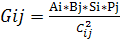 Gij = Ai*Bj*Si*Pj / c²ij